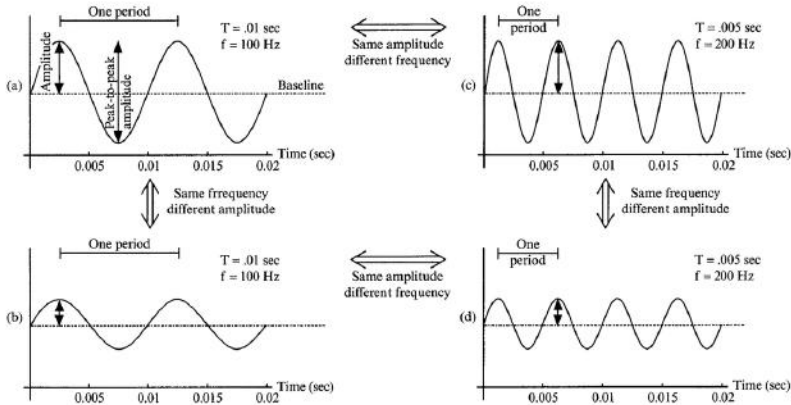 One period
T = .01 sec
f = 100 Hz
Amplitude
Peak-to-peak
amplitude
(a)
Baseline
Time (sec)
0.005 0.01 0.015 0.02
Same amplitude
different frequency
One
period
T = .005 sec
f = 200 Hz
(c)
Time (sec)
0.005 0.01 0.015 0.02
Same frrequency
different amplitude
Same frequency
different amplitude
One period
T = .01 sec
f = 100 Hz
(b)
Time (sec)
0.005 0.01 0.015 0.02
Same amplitude
different frequency
One
period
T = .005 sec
f = 200 Hz
(d)
Time (sec)
0.005 0.01 0.015 0.02